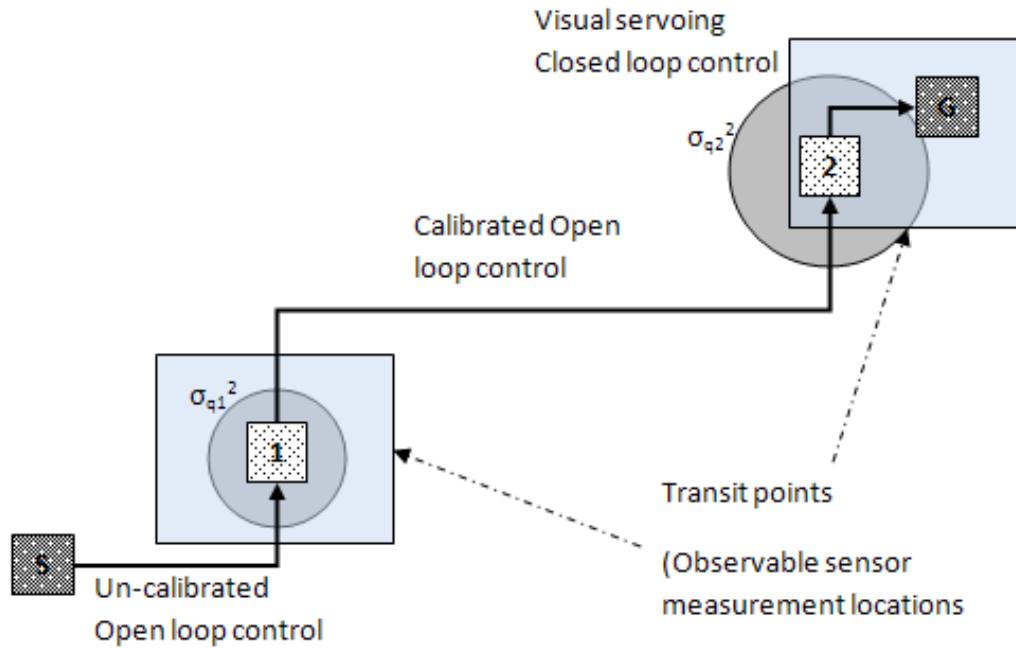 Visual servoing
Closed loop control
G
σq2²
2
Calibrated Open
loop control
σq1²
1
Transit points
(Observable sensor
measurement locations
S
Un-calibrated
Open loop control